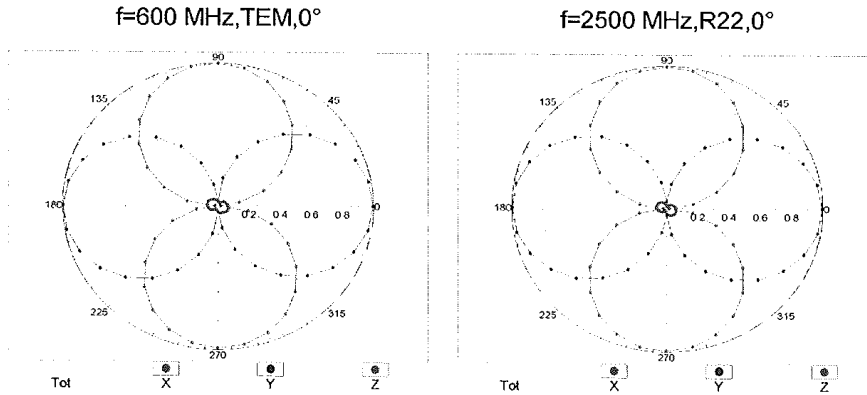 f=600 MHz,TEM,0° f=2500 MHz,R22,0°
90 90
135 45 135 45
180 0.2 0.4 0.6 0.8 0 180 0.2 0.4 0.6 0.8 0
225 315 225 315
270 270
Tot X Y Z Tot X Y Z